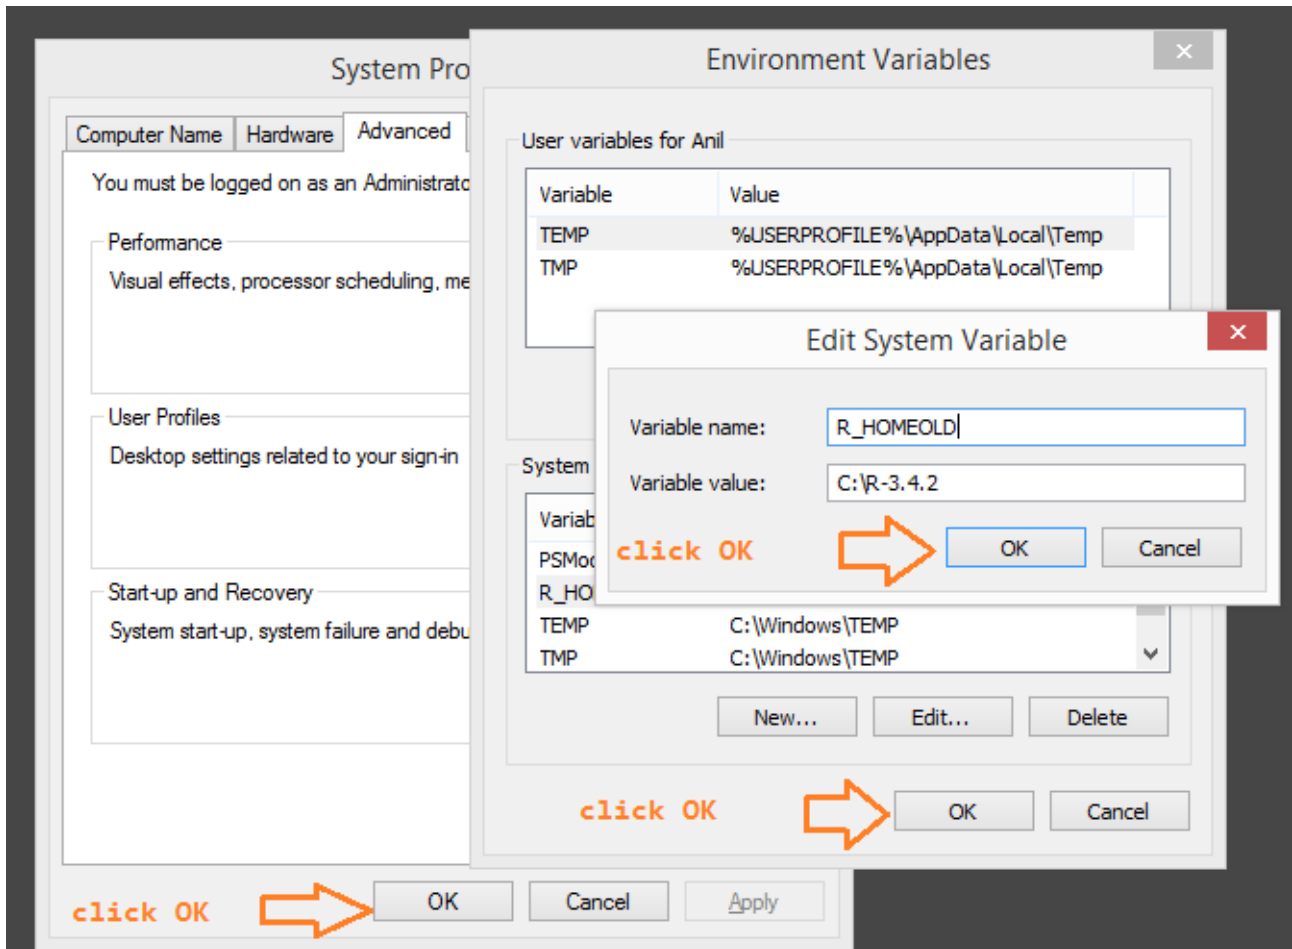 System Pro
Computer Name
Hardware
Advanced
You must be logged on as an Administrato
Performance
Visual effects, processor scheduling, me
User Profiles
Desktop settings related to your sign-in
Start-up and Recovery
System start-up, system failure and debu
click OK
OK
Cancel
Apply
Environment Variables
User variables for Anil
Variable Value
TEMP %USERPROFILE%\AppData\Local\Temp
TMP %USERPROFILE%\AppData\Local\Temp
System
Variab
PSMod
R_HO
TEMP C:\Windows\TEMP
TMP C:\Windows\TEMP
New...
Edit...
Delete
click OK
OK
Cancel
Edit System Variable
Variable name: R_HOMEOLD
Variable value: C:\R-3.4.2
click OK
OK
Cancel